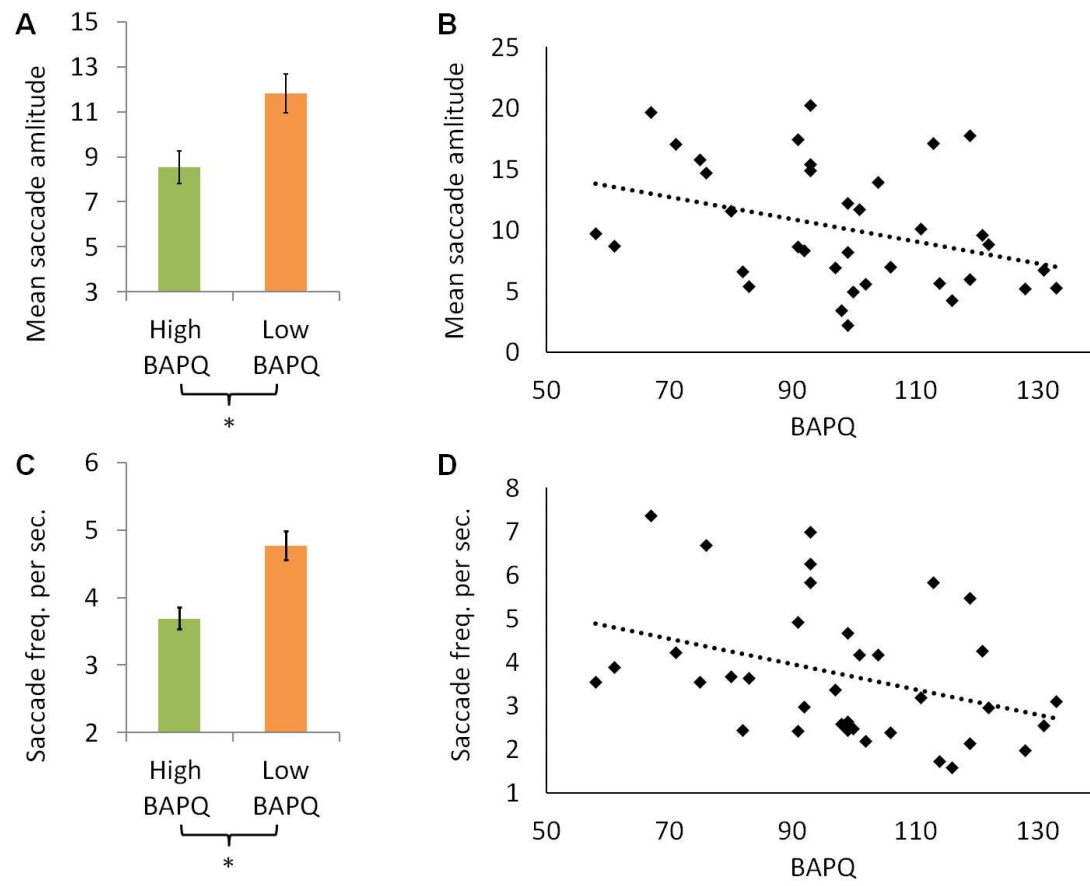 A
Mean saccade amlitude
15
13
11
9
7
5
3
High
BAPQ
Low
BAPQ
*
B
Mean saccade amlitude
25
20
15
10
5
0
50 70 90 110 130
BAPQ
C
Saccade freq. per sec.
6
5
4
3
2
High
BAPQ
Low
BAPQ
*
D
Saccade freq. per sec.
8
7
6
5
4
3
2
1
50 70 90 110 130
BAPQ